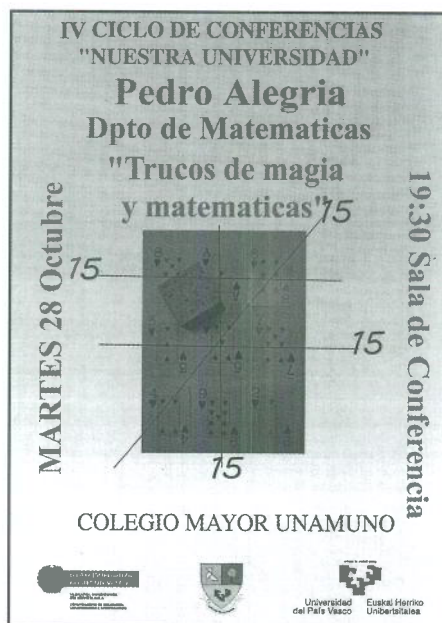 IV CICLO DE CONFERENCIAS
"NUESTRA UNIVERSIDAD"
Pedro Alegria
Dpto de Matematicas
"Trucos de magia
y matematicas"
MARTES 28 Octubre
19:30 Sala de Conferencia
15
15
15
15
COLEGIO MAYOR UNAMUNO
Universidad
del País Vasco
Euskal Herriko
Unibertsitatea